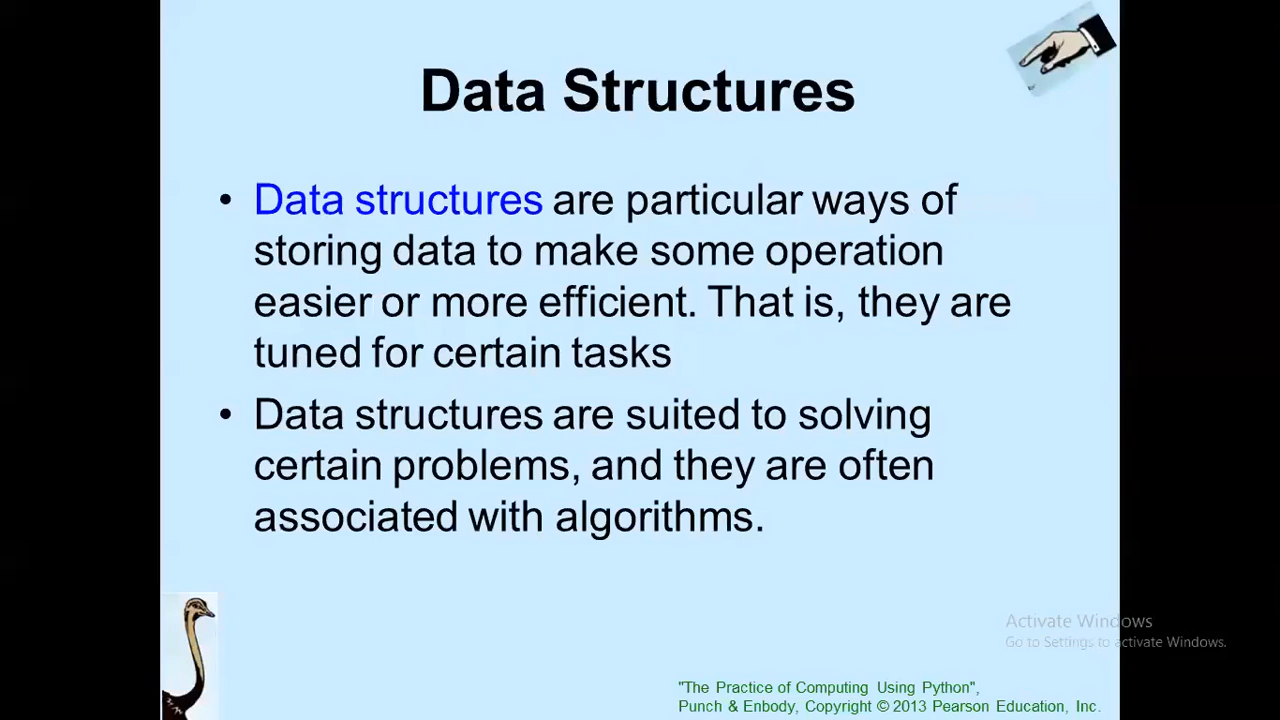 Data Structures
• Data structures are particular ways of
storing data to make some operation
easier or more efficient. That is, they are
tuned for certain tasks
• Data structures are suited to solving
certain problems, and they are often
associated with algorithms.
Activate Windows
Go to Settings to activate Windows.
"The Practice of Computing Using Python",
Punch & Enbody, Copyright © 2013 Pearson Education, Inc.